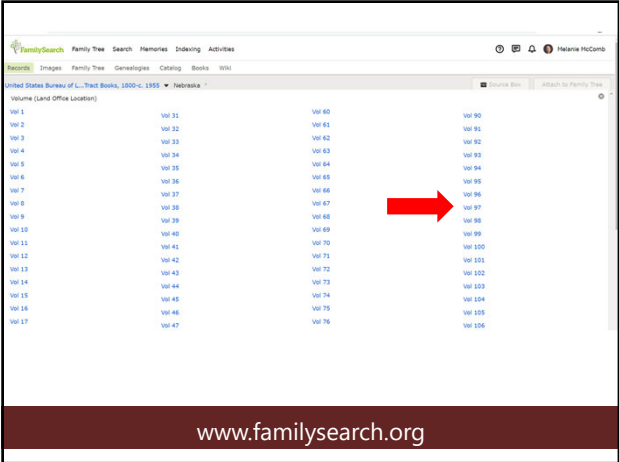 FamilySearch Family Tree Search Memories Indexing Activities Melanie McComb
Records Images Family Tree Genealogies Catalog Books Wiki
United States Bureau of L...Tract Books, 1800-c. 1955 Nebraska Source Box Attach to Family Tree
Volume (Land Office Location)
Vol 1
Vol 2
Vol 3
Vol 4
Vol 5
Vol 6
Vol 7
Vol 8
Vol 9
Vol 10
Vol 11
Vol 12
Vol 13
Vol 14
Vol 15
Vol 16
Vol 17
Vol 31
Vol 32
Vol 33
Vol 34
Vol 35
Vol 36
Vol 37
Vol 38
Vol 39
Vol 40
Vol 41
Vol 42
Vol 43
Vol 44
Vol 45
Vol 46
Vol 47
Vol 60
Vol 61
Vol 62
Vol 63
Vol 64
Vol 65
Vol 66
Vol 67
Vol 68
Vol 69
Vol 70
Vol 71
Vol 72
Vol 73
Vol 74
Vol 75
Vol 76
Vol 90
Vol 91
Vol 92
Vol 93
Vol 94
Vol 95
Vol 96
Vol 97
Vol 98
Vol 99
Vol 100
Vol 101
Vol 102
Vol 103
Vol 104
Vol 105
Vol 106
www.familysearch.org